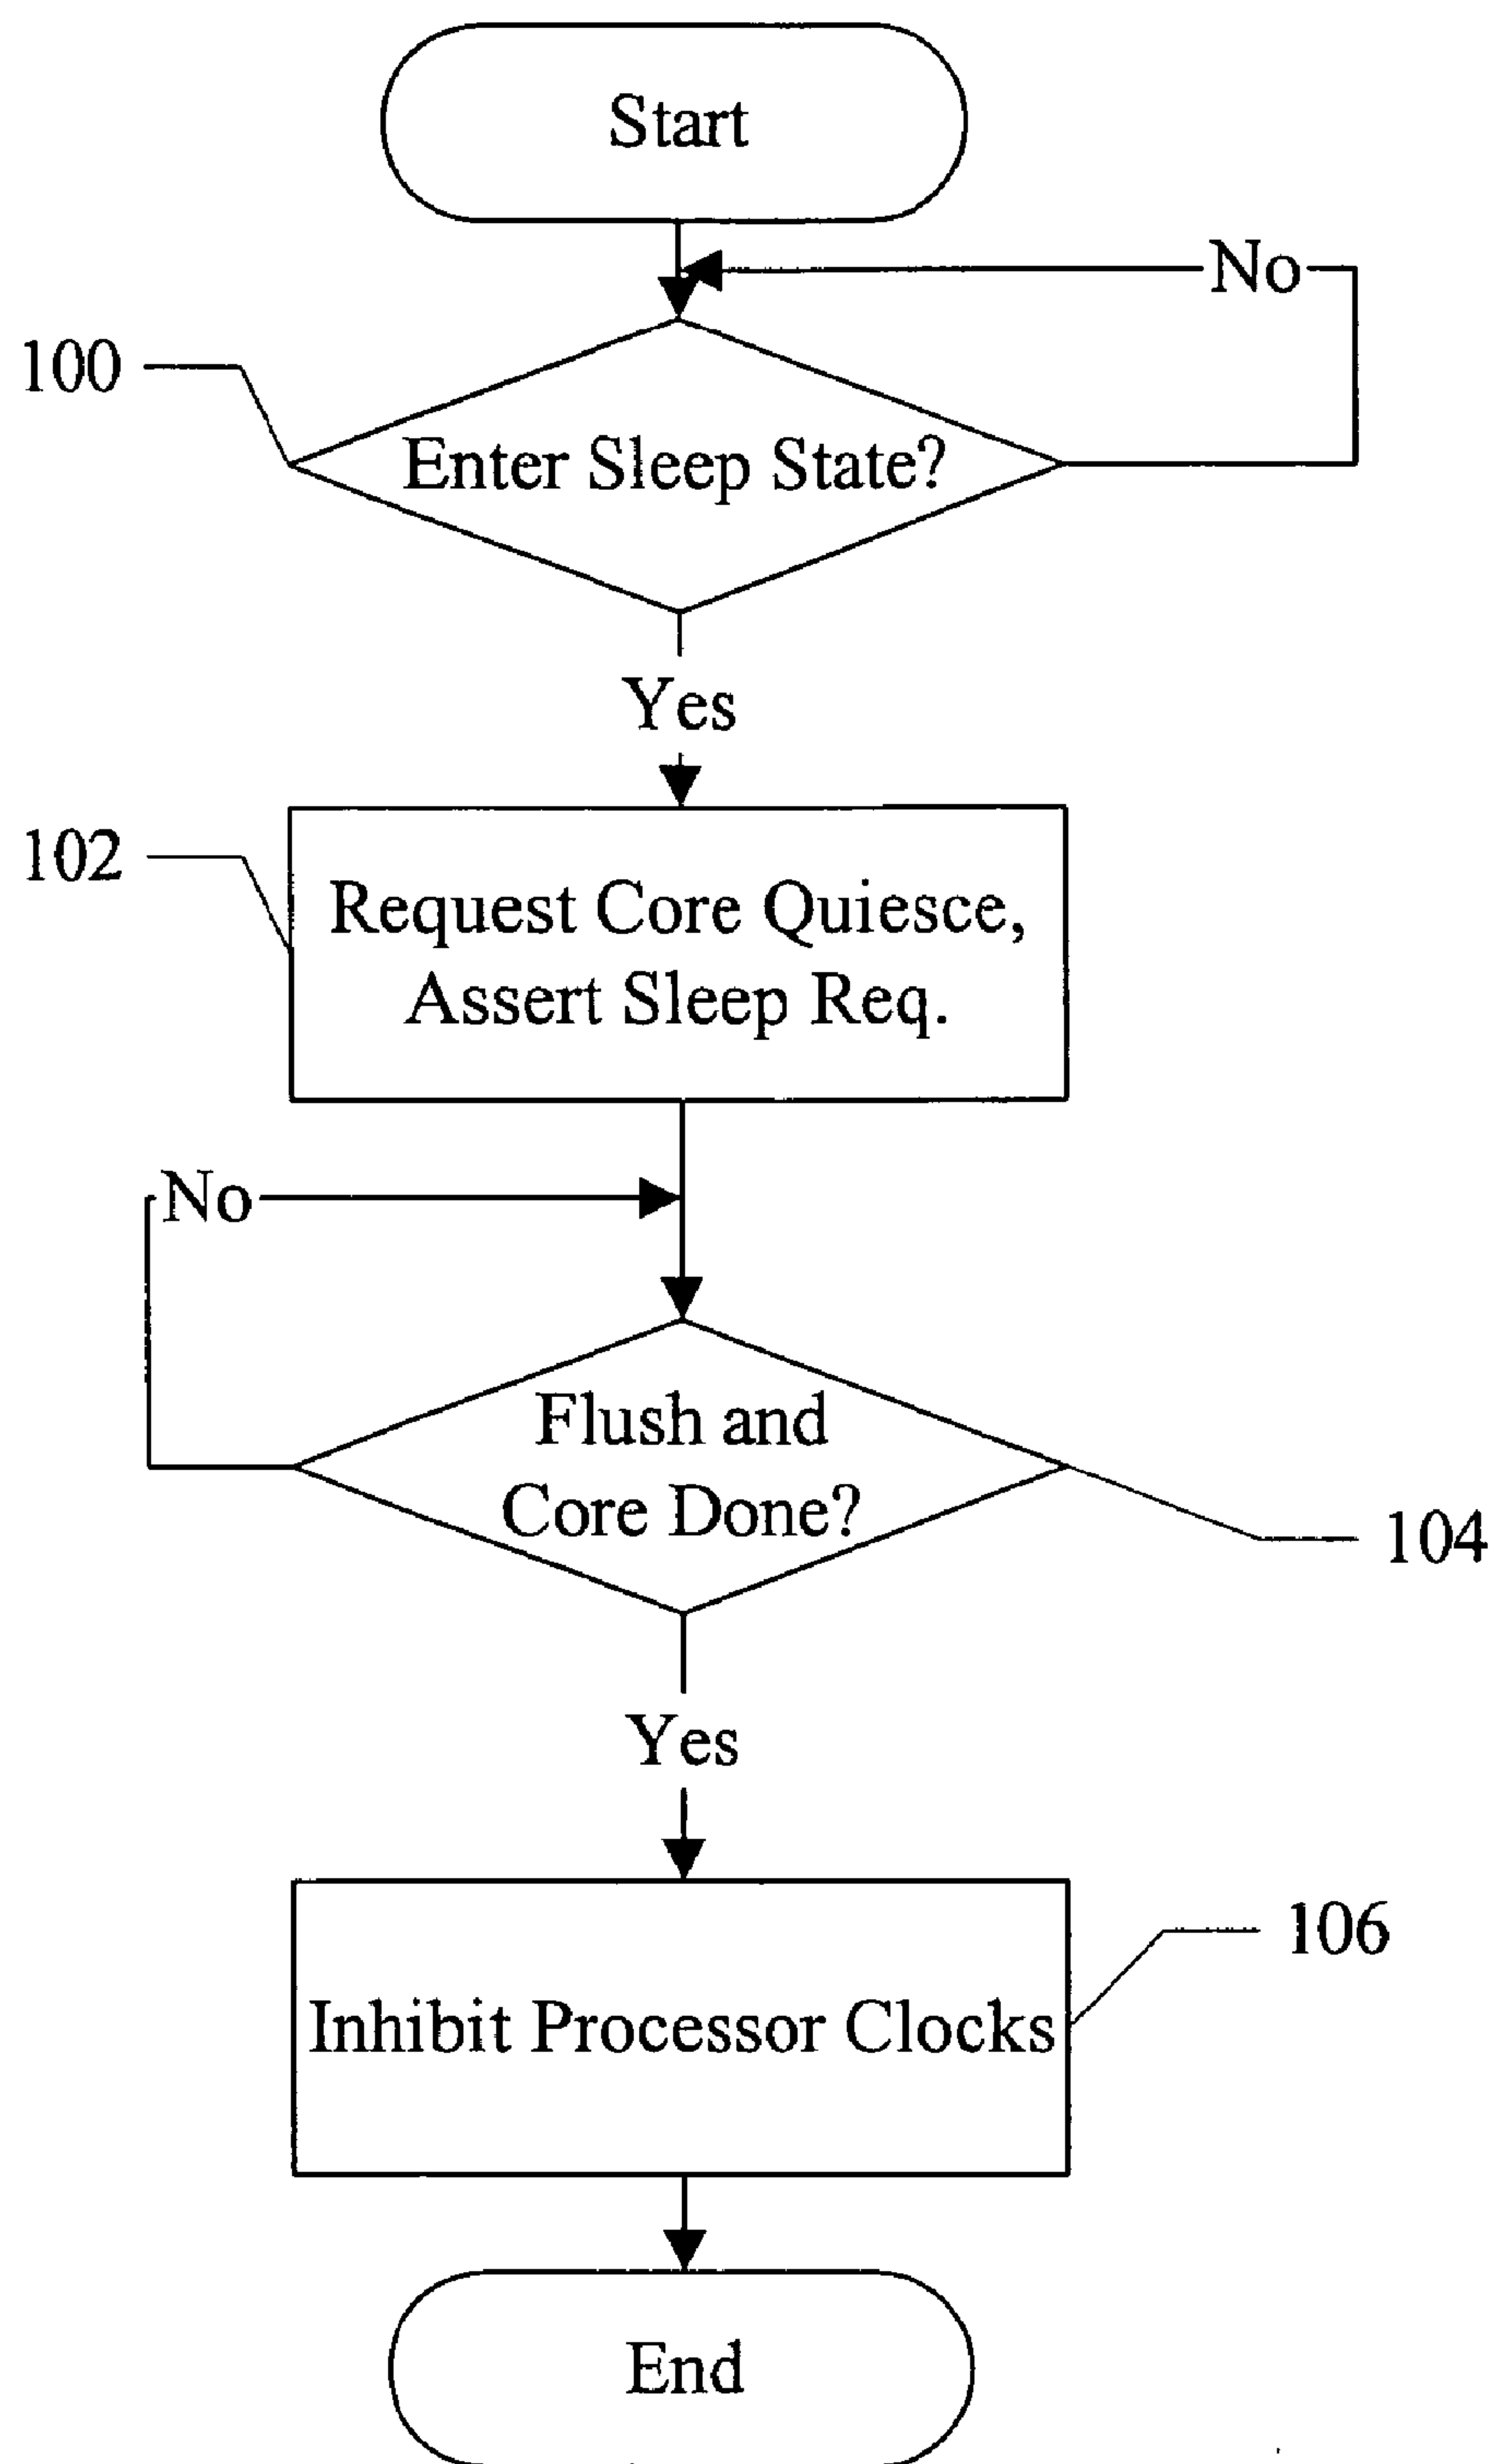 Start
No
100
Enter Sleep State?
Yes
102
Request Core Quiesce,
Assert Sleep Req.
No
Flush and
Core Done?
104
Yes
106
Inhibit Processor Clocks
End